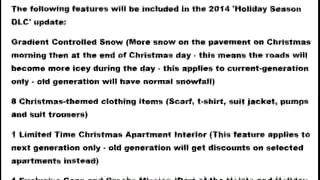 The following features will be included in the 2014 'Holiday Season
DLC' update:
Gradient Controlled Snow (More snow on the pavement on Christmas
morning then at the end of Christmas day - this means the roads will
become more icey during the day - this applies to current-generation
only - old generation will have normal snowfall)
8 Christmas-themed clothing items (Scarf, t-shirt, suit jacket, pumps
and suit trousers)
1 Limited Time Christmas Apartment Interior (This feature applies to
next generation only - old generation will get discounts on selected
apartments instead)